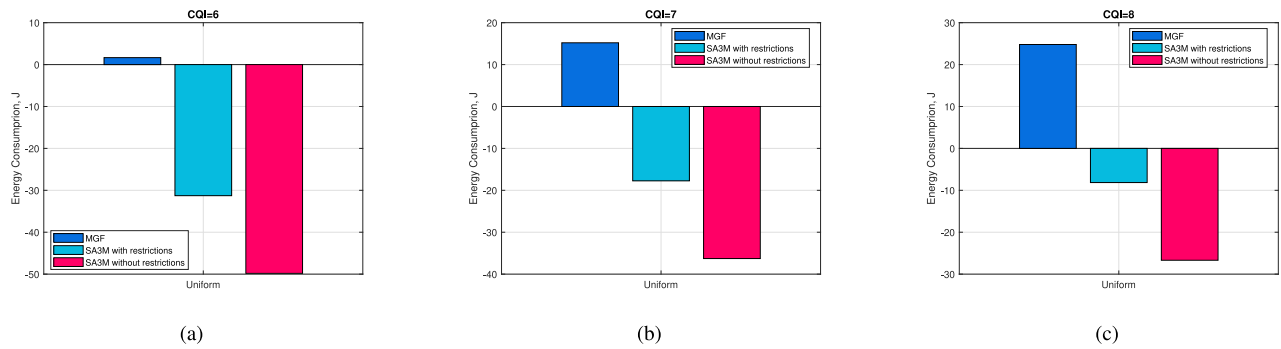 CQI=6
10
0
-10
-20
-30
-40
-50
Energy Consumprion, J
MGF
SA3M with restrictions
SA3M without restrictions
Uniform
(a)
CQI=7
20
10
0
-10
-20
-30
-40
Energy Consumprion, J
MGF
SA3M with restrictions
SA3M without restrictions
Uniform
(b)
CQI=8
30
20
10
0
-10
-20
-30
Energy Consumprion, J
MGF
SA3M with restrictions
SA3M without restrictions
Uniform
(c)